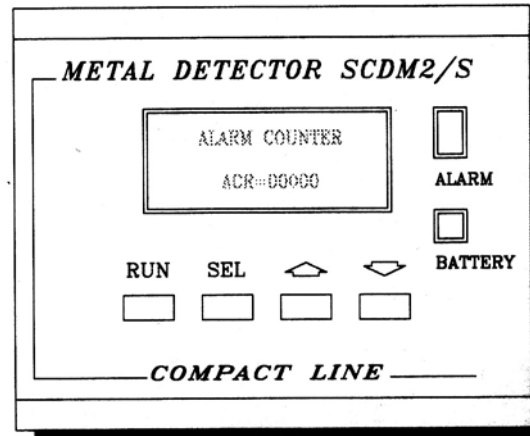 METAL DETECTOR SCDM2/S
ALARM COUNTER
ACR=00000
ALARM
BATTERY
RUN SEL
COMPACT LINE